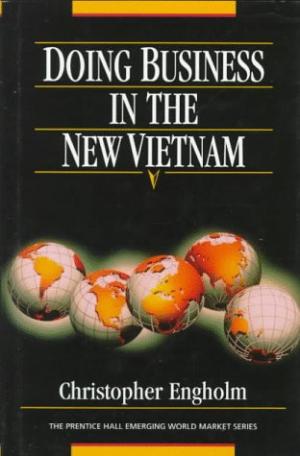 DOING BUSINESS
IN THE
NEW VIETNAM
Christopher Engholm
THE PRENTICE HALL EMERGING WORLD MARKET SERIES